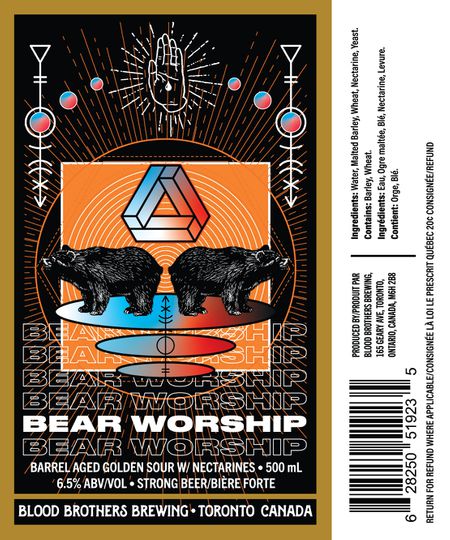 BEAR WORSHIP
BEAR WORSHIP
BEAR WORSHIP
BEAR WORSHIP
BEAR WORSHIP
BEAR WORSHIP
BARREL AGED GOLDEN SOUR W/ NECTARINES • 500 mL
6.5% ABV/VOL • STRONG BEER/BIÈRE FORTE
BLOOD BROTHERS BREWING • TORONTO CANADA
Ingredients: Water, Malted Barley, Wheat, Nectarine, Yeast.
Contains: Barley, Wheat.
Ingrédients: Eau, Ogre maltée, Blé, Nectarine, Levure.
Contient: Orge, Blé.
PRODUCED BY/PRODUIT PAR
BLOOD BROTHERS BREWING,
165 GEARY AVE, TORONTO,
ONTARIO, CANADA, M6H 2B8
6 28250 51923 5
RETURN FOR REFUND WHERE APPLICABLE/CONSIGNÉE LÀ LOI LE PRESCRIT QUÉBEC 20¢ CONSIGNÉE/REFUND